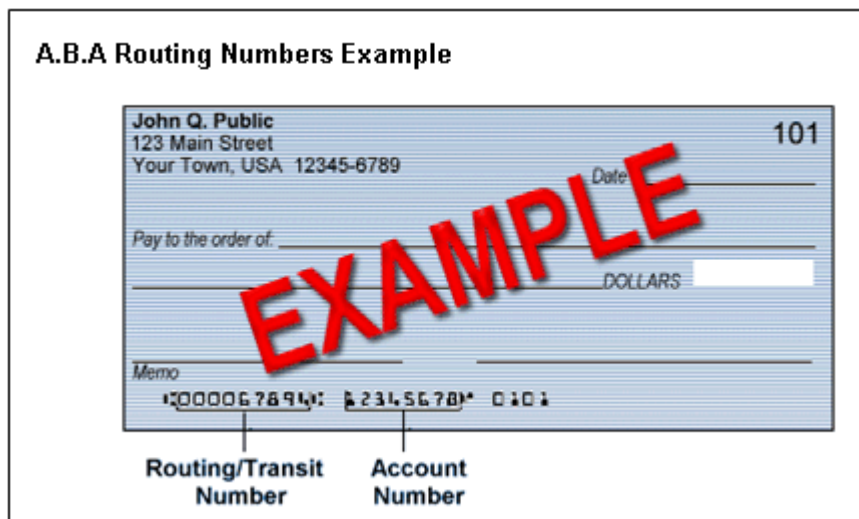 A.B.A Routing Numbers Example
John Q. Public
101
123 Main Street
Your Town, USA 12345-6789
Date
Pay to the order of:
EXAMPLE
DOLLARS
Memo
⑆000067894⑆ 12345678⑈ 0101
Routing/Transit Account
Number Number